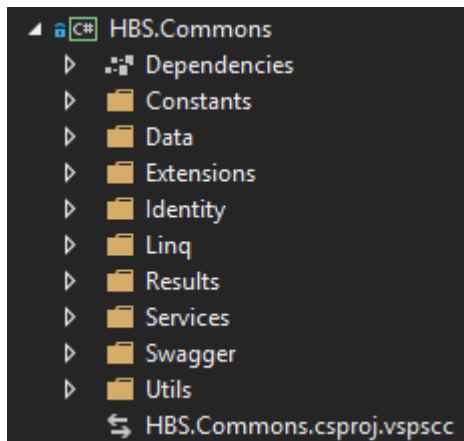 C# HBS.Commons
Dependencies
Constants
Data
Extensions
Identity
Linq
Results
Services
Swagger
Utils
HBS.Commons.csproj.vspscc